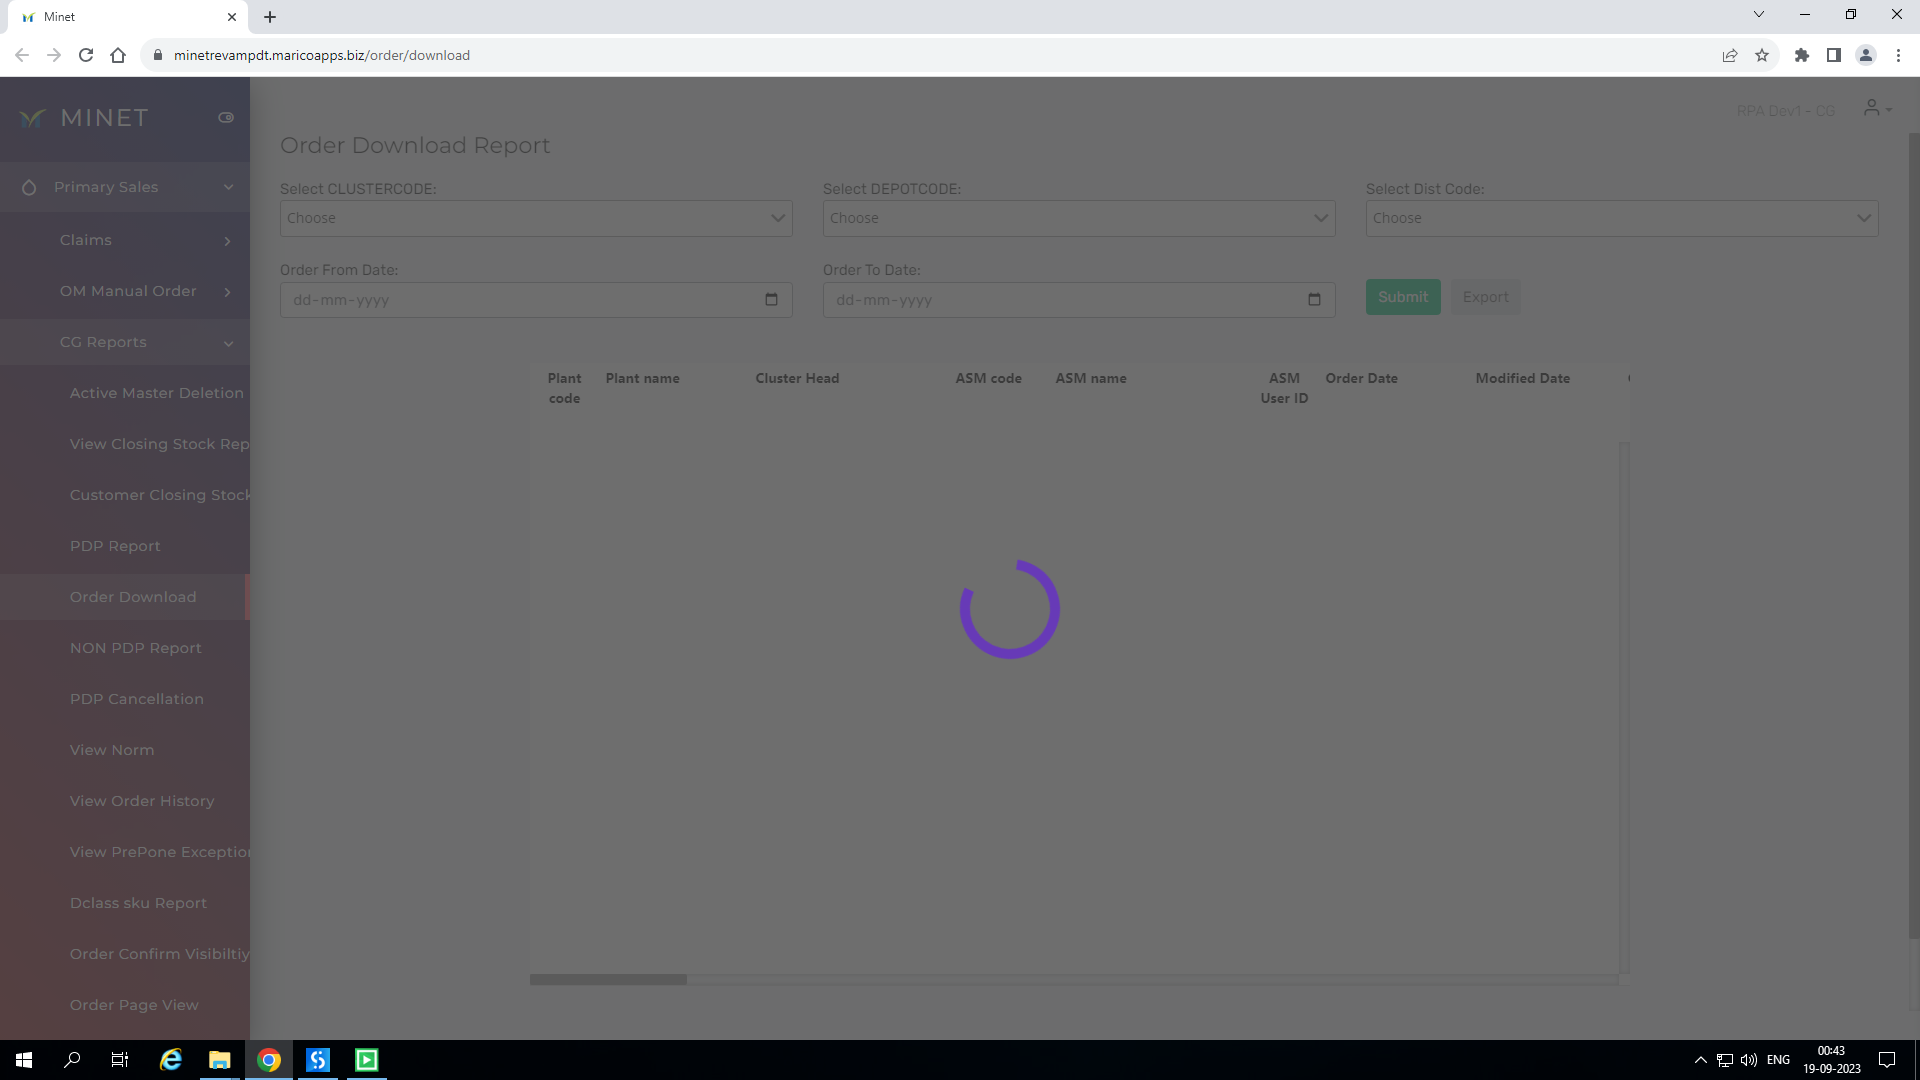 Minet
minetrevampdt.maricoapps.biz/order/download
MINET
RPA Dev1 - CG
Primary Sales
Claims
OM Manual Order
CG Reports
Active Master Deletion
View Closing Stock Rep
Customer Closing Stock
PDP Report
Order Download
NON PDP Report
PDP Cancellation
View Norm
View Order History
View PrePone Exception
Dclass sku Report
Order Confirm Visibiltiy
Order Page View
Order Download Report
Select CLUSTERCODE:
Choose
Select DEPOTCODE:
Choose
Select Dist Code:
Choose
Order From Date:
dd-mm-yyyy
Order To Date:
dd-mm-yyyy
Submit
Export
Plant code
Plant name
Cluster Head
ASM code
ASM name
ASM User ID
Order Date
Modified Date
ENG
00:43
19-09-2023